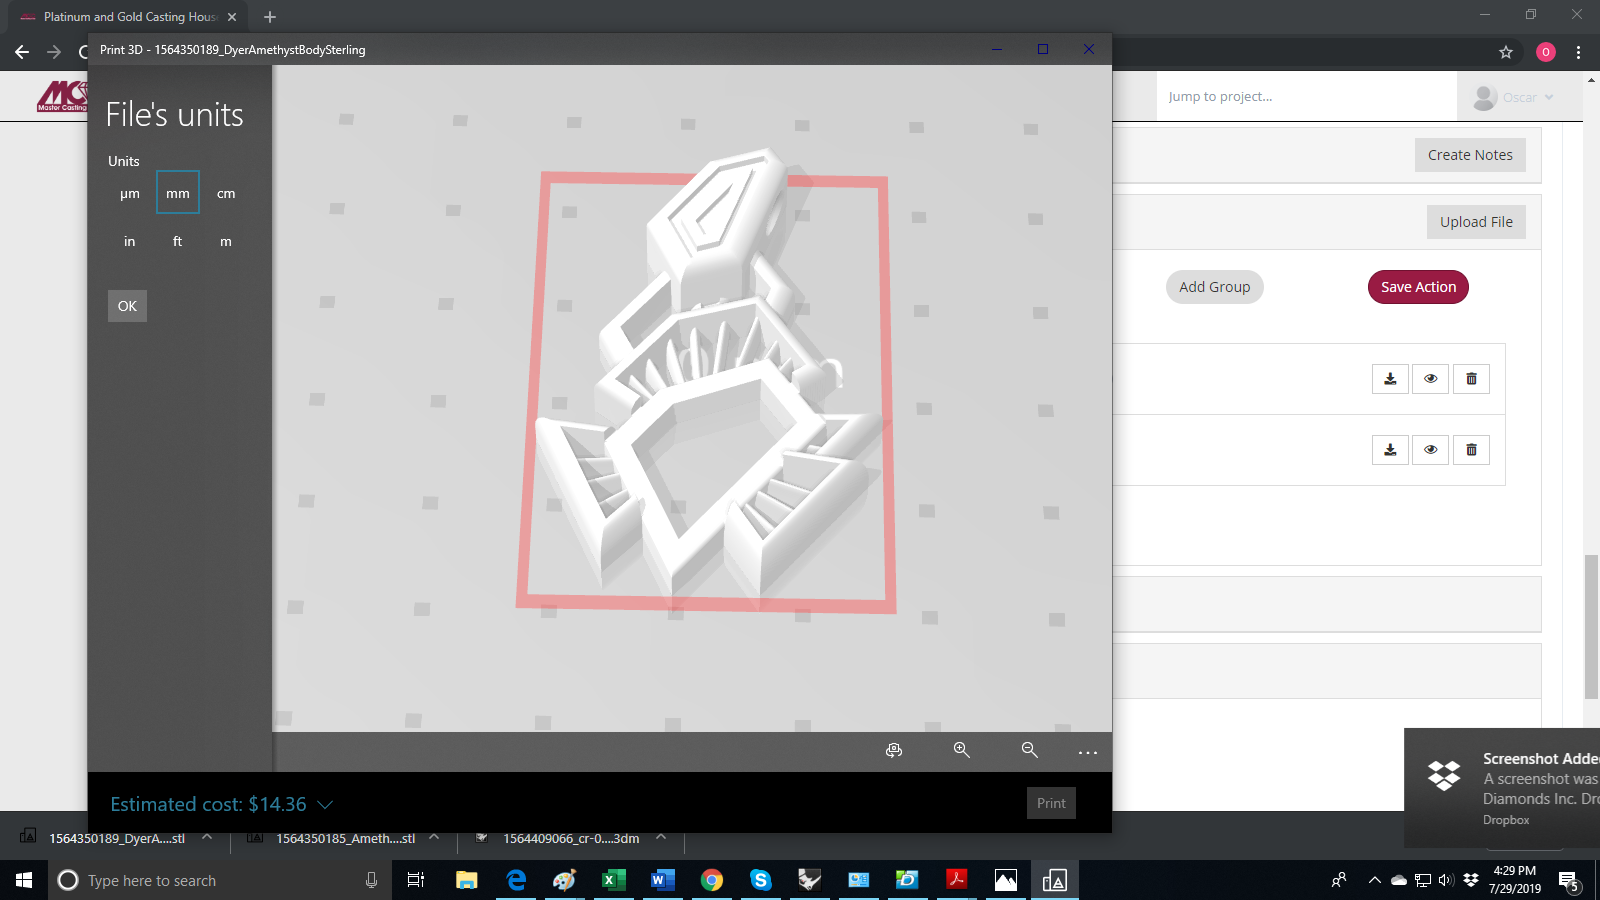 Platinum and Gold Casting Hous
Print 3D - 1564350189_DyerAmethystBodySterling
O
MC
Master Casting
Jump to project...
Oscar
File's units
Units
µm mm cm
in ft m
OK
Create Notes
Upload File
Add Group
Save Action
Estimated cost: $14.36
Print
Screenshot Adde
A screenshot was
Diamonds Inc. Dro
Dropbox
1564350189_DyerA....stl
1564350185_Ameth....stl
1564409066_cr-0....3dm
Type here to search
4:29 PM
7/29/2019
5